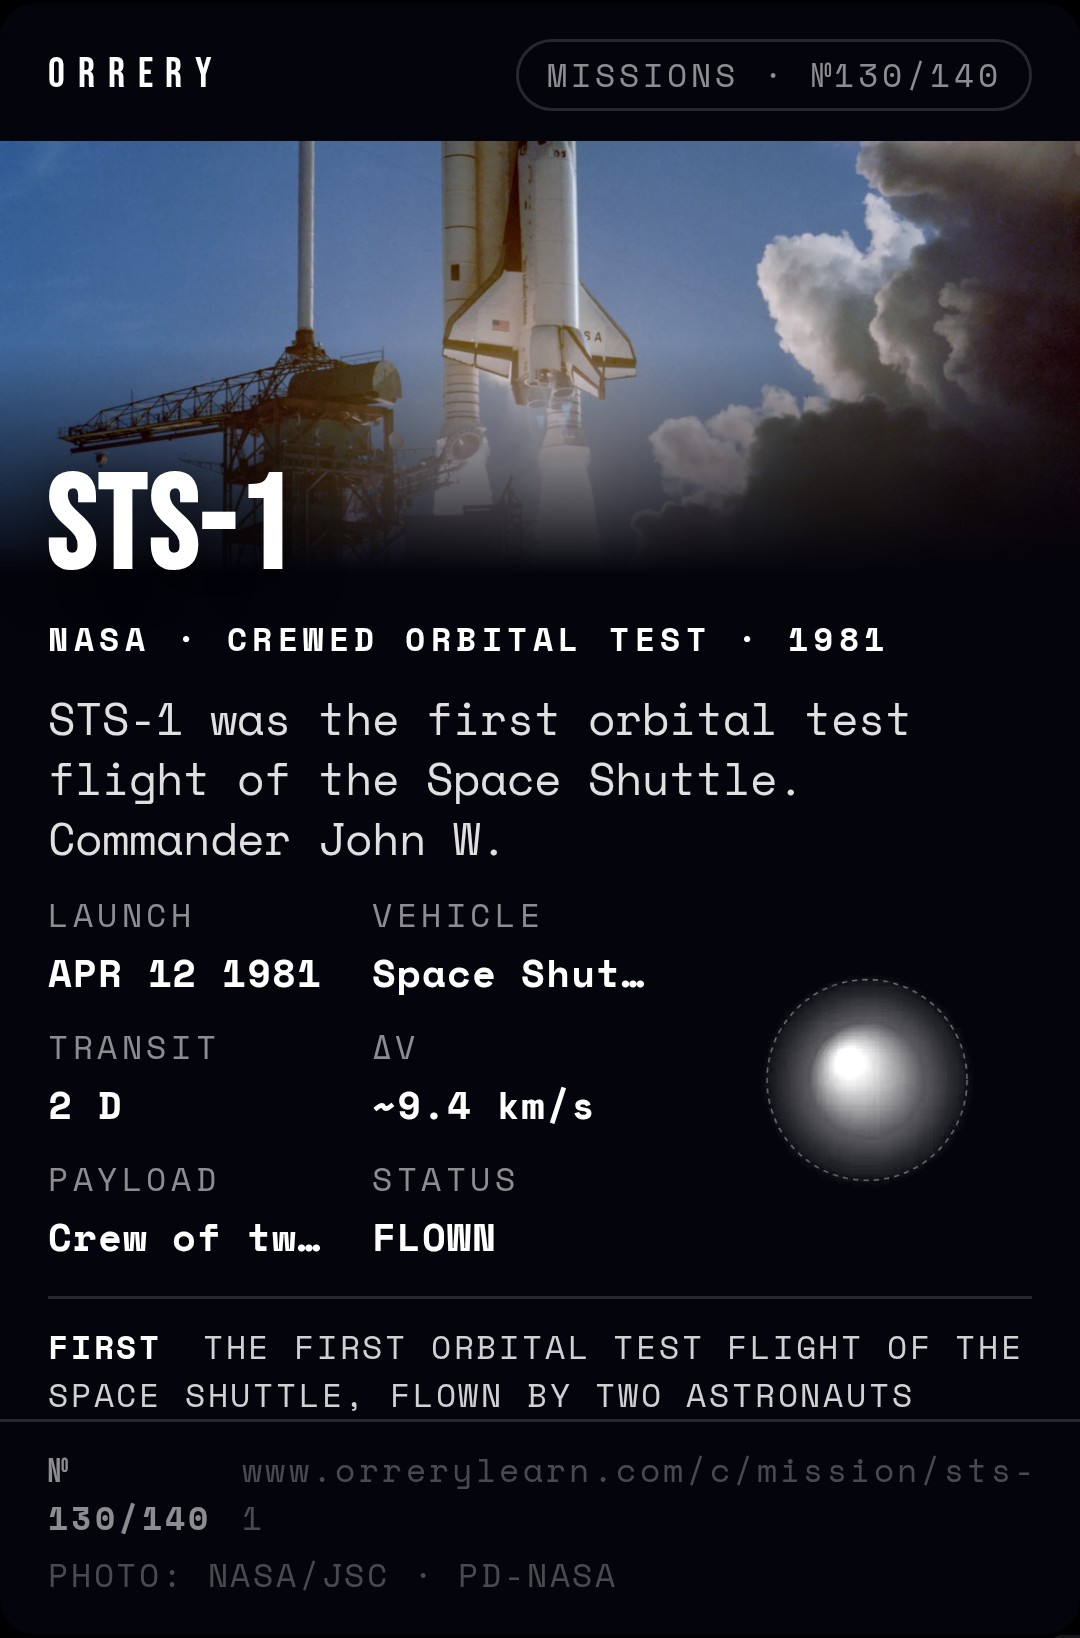 ORRERY
MISSIONS · №130/140
SA
STS-1
NASA · CREWED ORBITAL TEST · 1981
STS-1 was the first orbital test
flight of the Space Shuttle.
Commander John W.
LAUNCH VEHICLE
APR 12 1981 Space Shut…
TRANSIT ΔV
2 D ~9.4 km/s
PAYLOAD STATUS
Crew of tw… FLOWN
FIRST THE FIRST ORBITAL TEST FLIGHT OF THE
SPACE SHUTTLE, FLOWN BY TWO ASTRONAUTS
№
130/140
www.orrerylearn.com/c/mission/sts-
1
PHOTO: NASA/JSC · PD-NASA